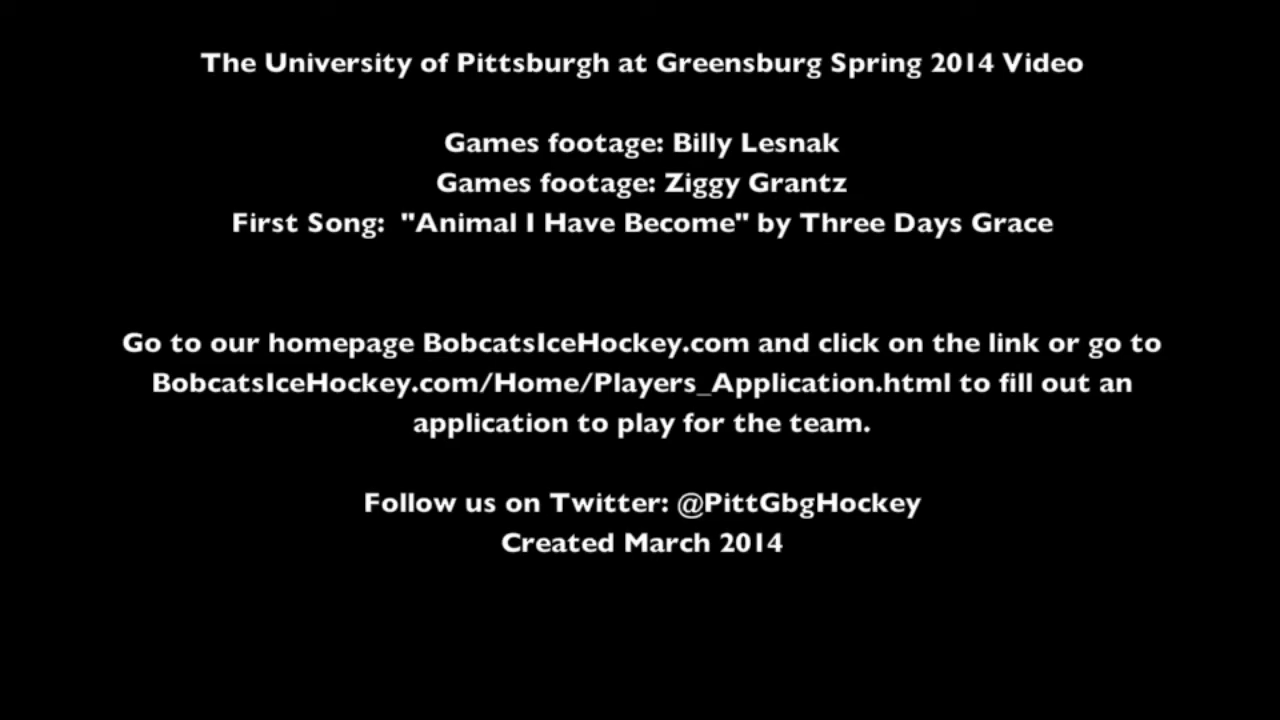 The University of Pittsburgh at Greensburg Spring 2014 Video
Games footage: Billy Lesnak
Games footage: Ziggy Grantz
First Song:  "Animal I Have Become" by Three Days Grace
Go to our homepage BobcatsIceHockey.com and click on the link or go to
BobcatsIceHockey.com/Home/Players_Application.html to fill out an
application to play for the team.
Follow us on Twitter: @PittGbgHockey
Created March 2014